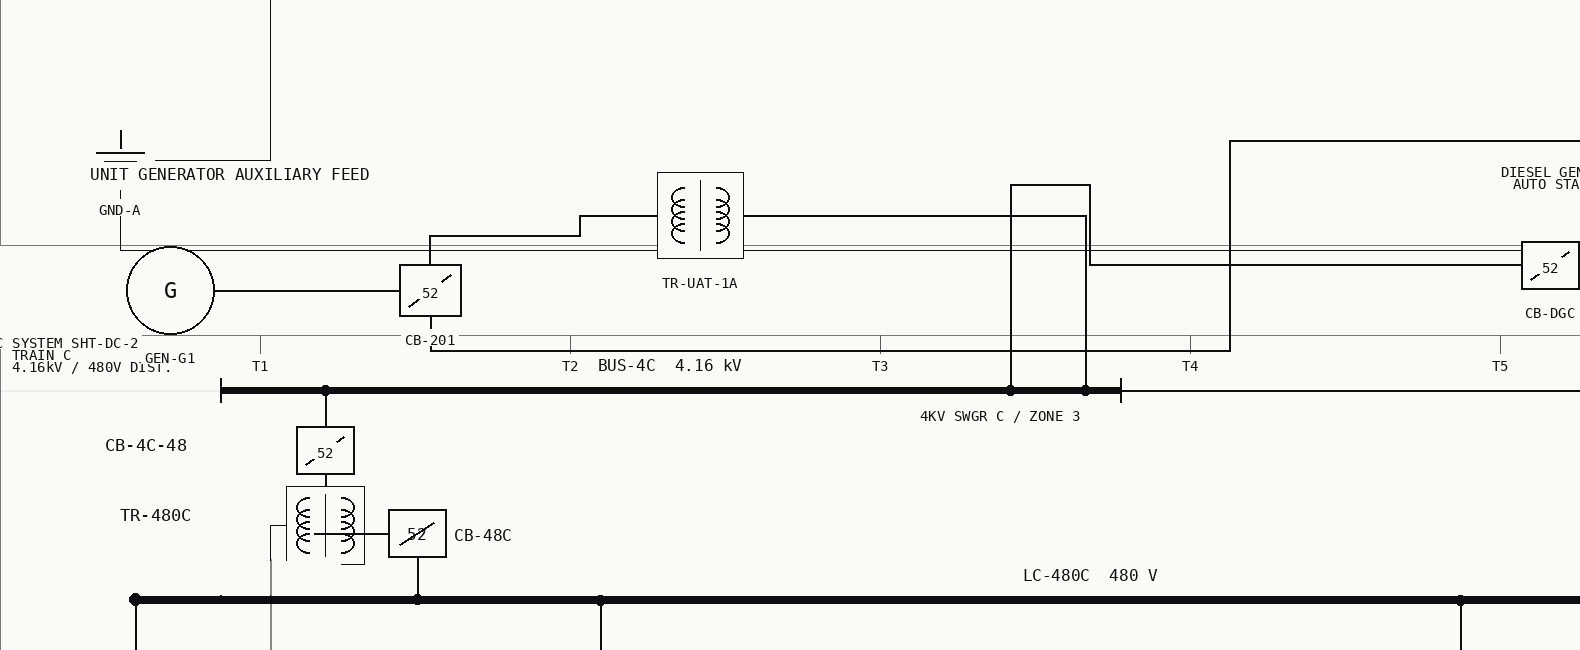 UNIT GENERATOR AUXILIARY FEED
DIESEL GEN
AUTO STA
GND-A
52
TR-UAT-1A
G
52
CB-DGC
CB-201
C SYSTEM SHT-DC-2
TRAIN C
4.16kV / 480V DIST.
GEN-G1
T1
T2
BUS-4C 4.16 kV
T3
T4
T5
4KV SWGR C / ZONE 3
CB-4C-48
52
TR-480C
52
CB-48C
LC-480C 480 V